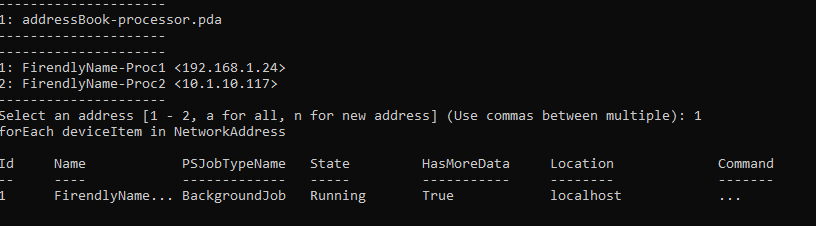 ---------------------
1: addressBook-processor.pda
---------------------
---------------------
1: FirendlyName-Proc1 <192.168.1.24>
2: FirendlyName-Proc2 <10.1.10.117>
---------------------
Select an address [1 - 2, a for all, n for new address] (Use commas between multiple): 1
forEach deviceItem in NetworkAddress
Id     Name            PSJobTypeName   State         HasMoreData     Location             Command
--     ----            -------------   -----         -----------     --------             -------
1      FirendlyName... BackgroundJob   Running       True            localhost            ...